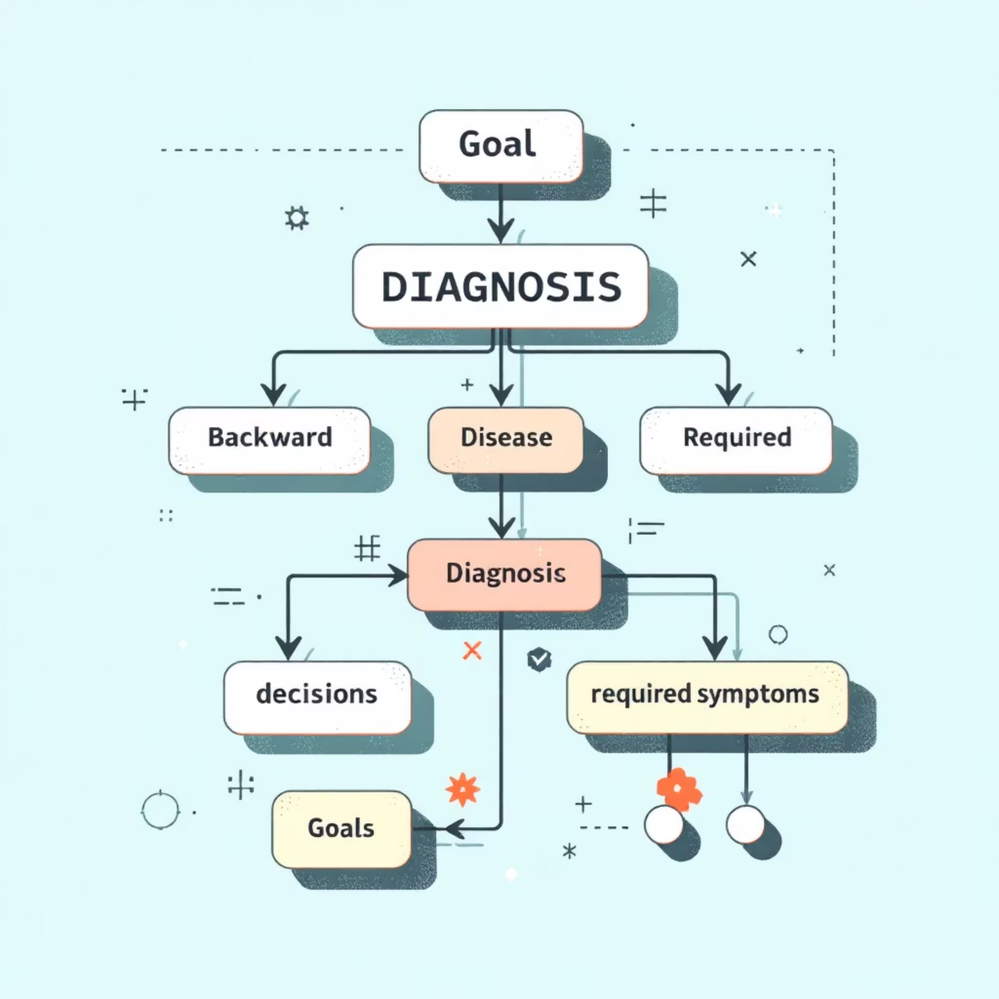 Goal
DIAGNOSIS
Backward
Disease
Required
Diagnosis
decisions
required symptoms
Goals